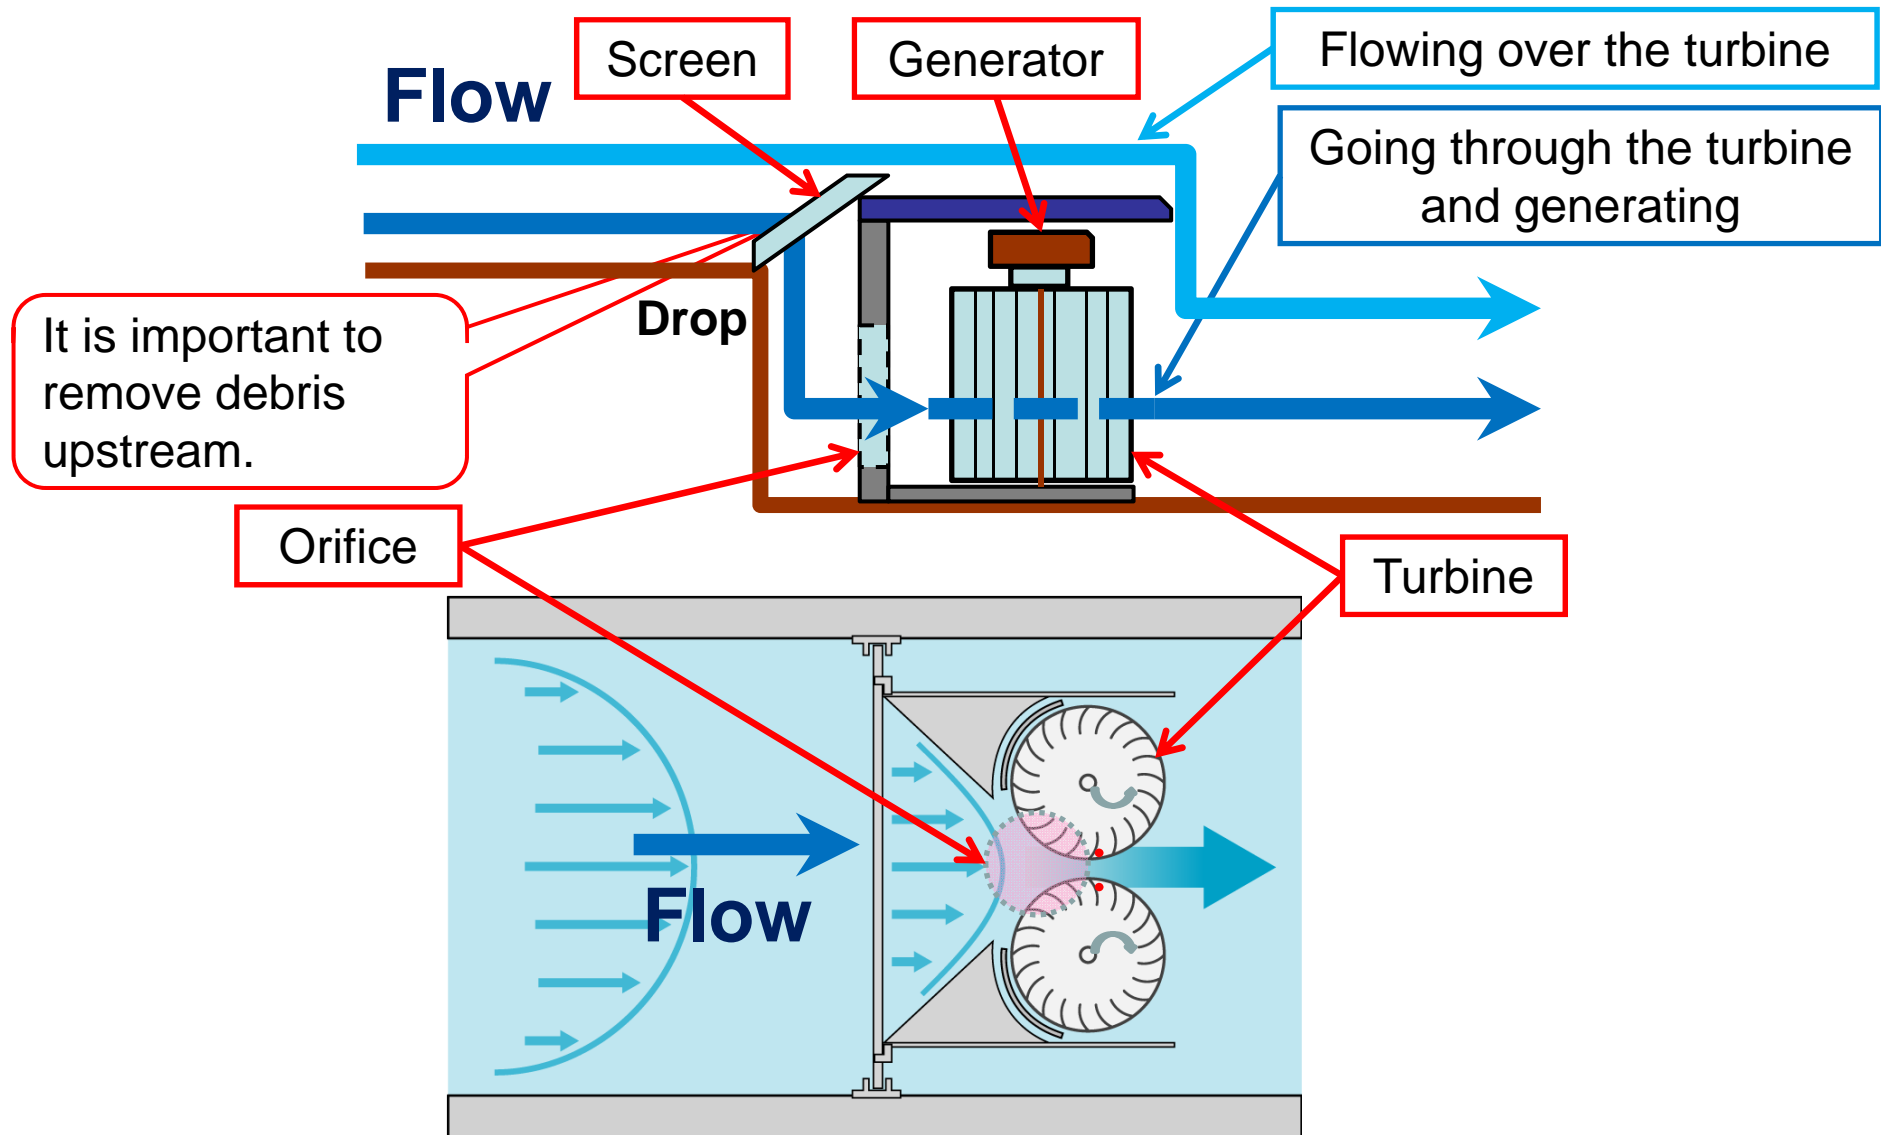 Flow
Screen
Generator
Flowing over the turbine
Going through the turbine
and generating
It is important to
remove debris
upstream.
Drop
Orifice
Turbine
Flow